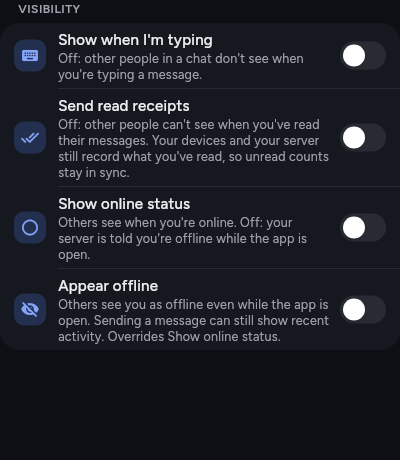 VISIBILITY
Show when I'm typing
Off: other people in a chat don't see when
you're typing a message.
Send read receipts
Off: other people can't see when you've read
their messages. Your devices and your server
still record what you've read, so unread counts
stay in sync.
Show online status
Others see when you're online. Off: your
server is told you're offline while the app is
open.
Appear offline
Others see you as offline even while the app is
open. Sending a message can still show recent
activity. Overrides Show online status.